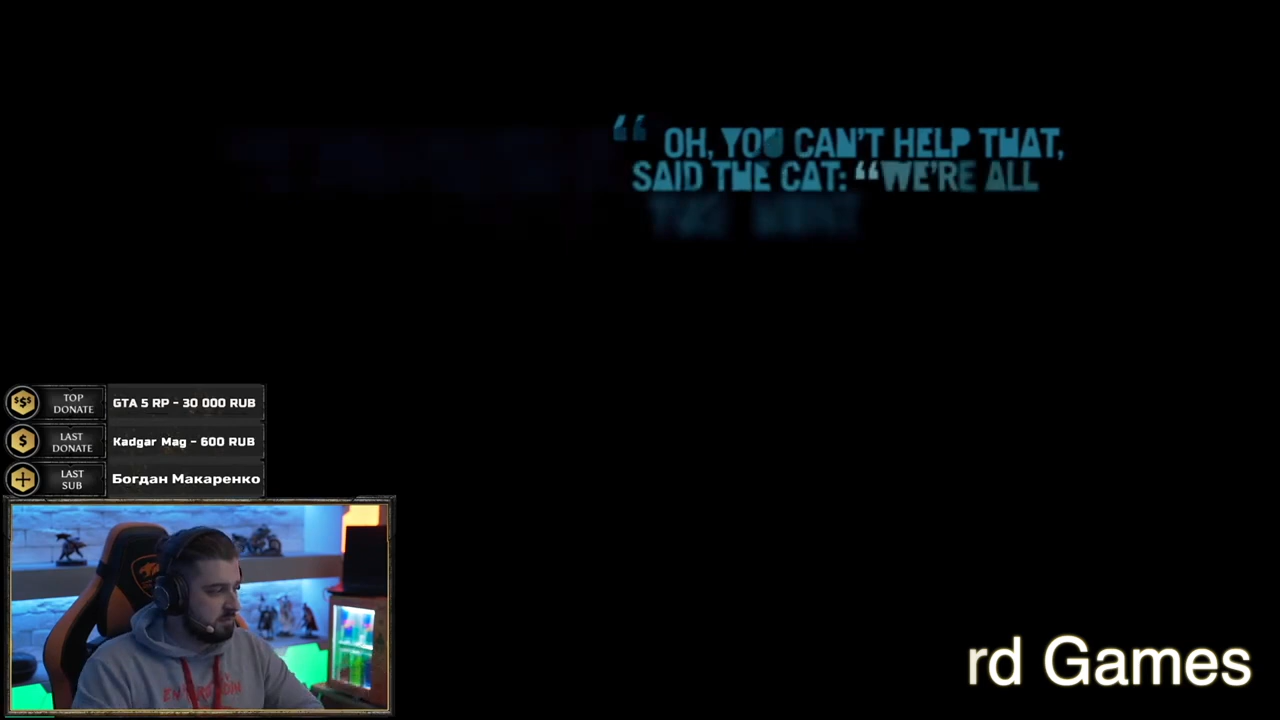 “ OH, YOU CAN'T HELP THAT,
SAID THE CAT: “WE'RE ALL
TOP
DONATE
GTA 5 RP - 30 000 RUB
LAST
DONATE
Kadgar Mag - 600 RUB
LAST
SUB
Богдан Макаренко
rd Games